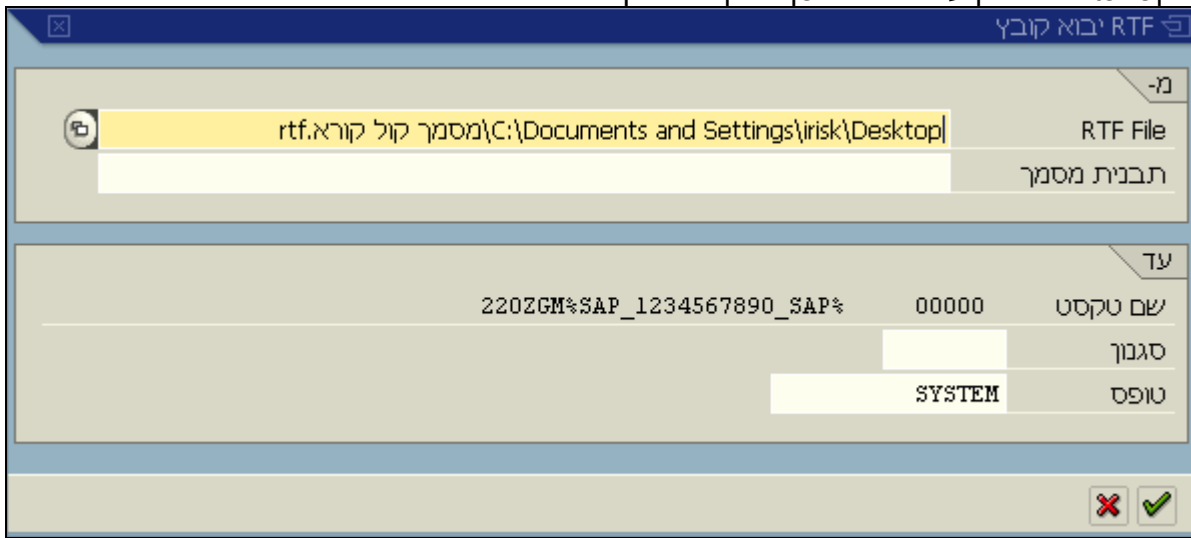 RTF יבוא קובץ
מ-
RTF File C:\Documents and Settings\irisk\Desktop\מסמך קול קורא.rtf
תבנית מסמך
עד
שם טקסט 00000 220ZGM%SAP_1234567890_SAP%
סגנון
טופס SYSTEM